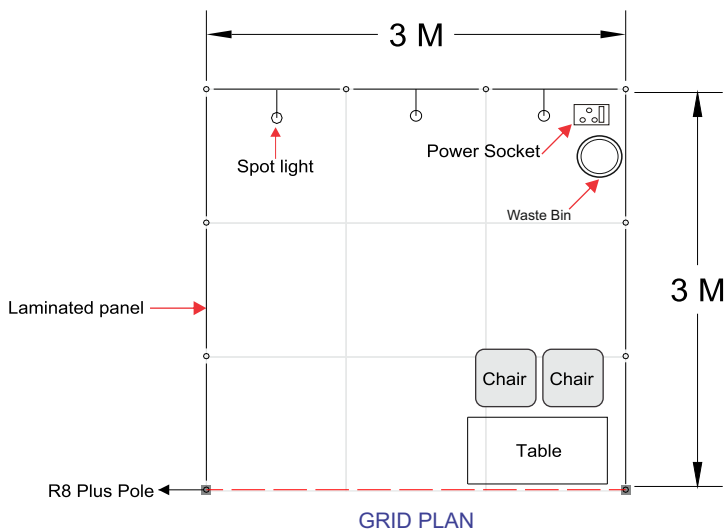 3 M
Power Socket
Spot light
Waste Bin
3 M
Laminated panel
Chair
Chair
Table
R8 Plus Pole
GRID PLAN